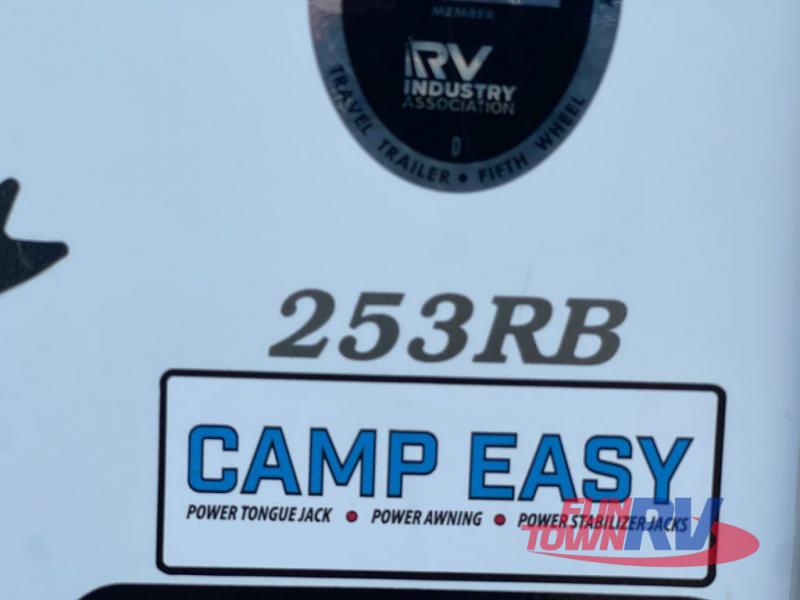 MEMBER
RV
INDUSTRY
ASSOCIATION
D
TRAVEL TRAILER • FIFTH WHEEL
253RB
CAMP EASY
POWER TONGUE JACK • POWER AWNING • POWER STABILIZER JACKS
FUN
TOWN RV